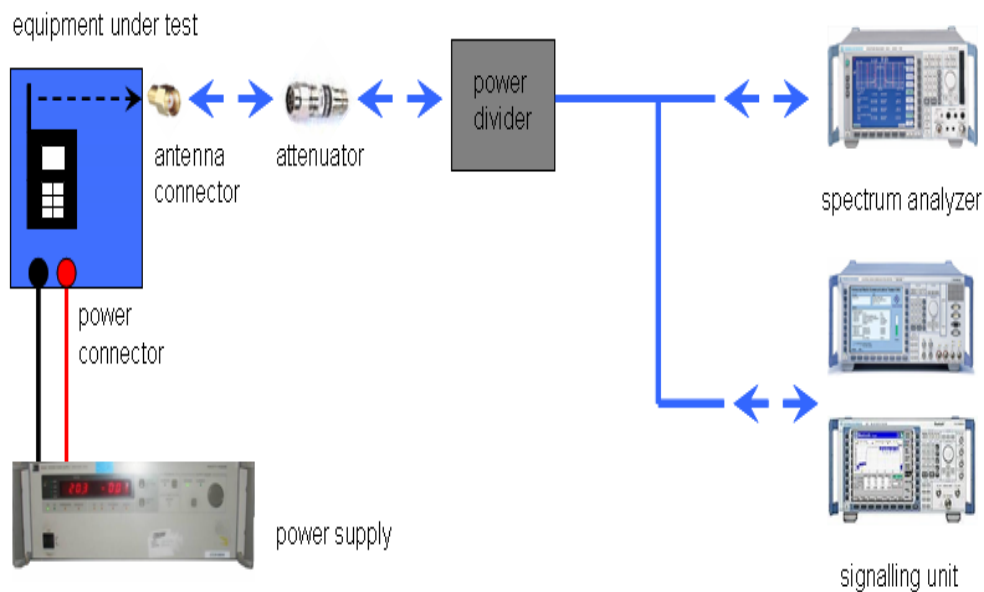 equipment under test
antenna
connector
attenuator
power
divider
spectrum analyzer
power
connector
power supply
signalling unit